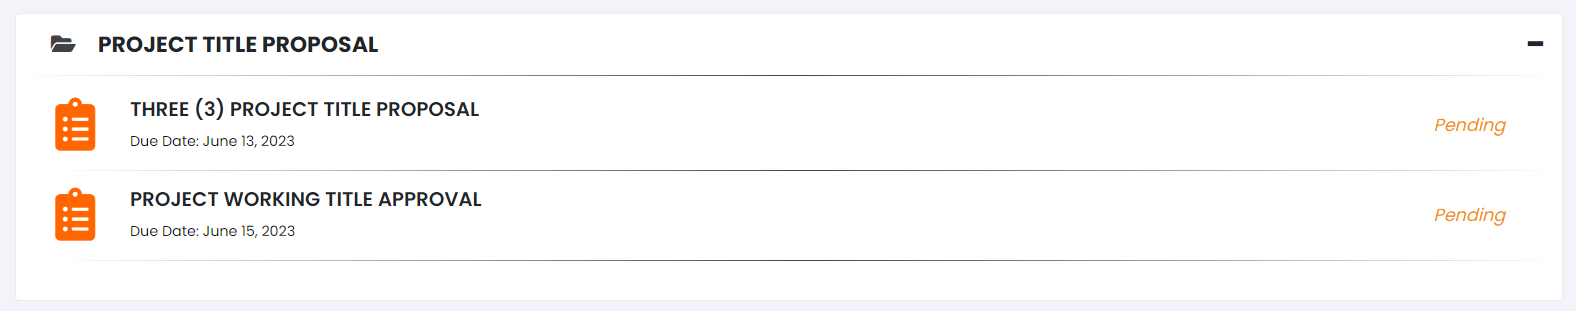 PROJECT TITLE PROPOSAL
THREE (3) PROJECT TITLE PROPOSAL
Due Date: June 13, 2023
Pending
PROJECT WORKING TITLE APPROVAL
Due Date: June 15, 2023
Pending